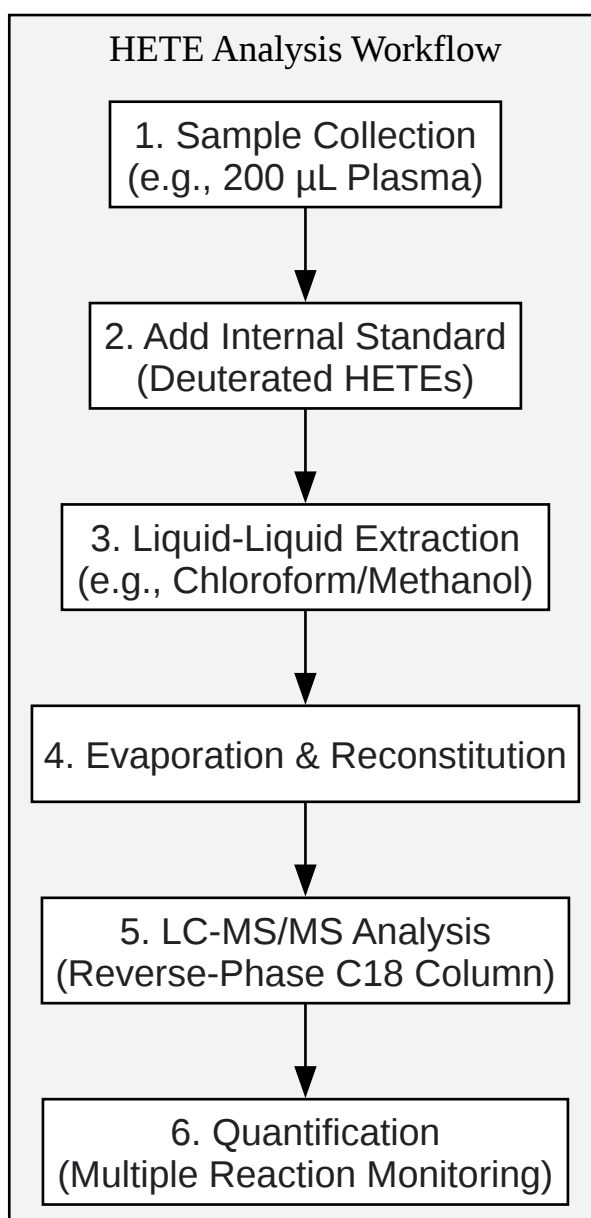 HETE Analysis Workflow
1. Sample Collection
(e.g., 200 µL Plasma)
2. Add Internal Standard
(Deuterated HETEs)
3. Liquid-Liquid Extraction
(e.g., Chloroform/Methanol)
4. Evaporation & Reconstitution
5. LC-MS/MS Analysis
(Reverse-Phase C18 Column)
6. Quantification
(Multiple Reaction Monitoring)